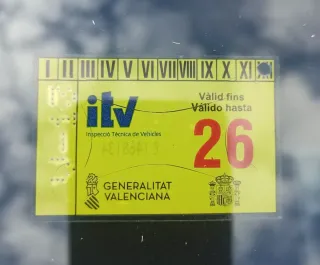 I II III IV V VI VII VIII IX X XI
itv
Inspecció Tècnica de Vehicles
Vàlid fins
Válido hasta
26
GENERALITAT
VALENCIANA